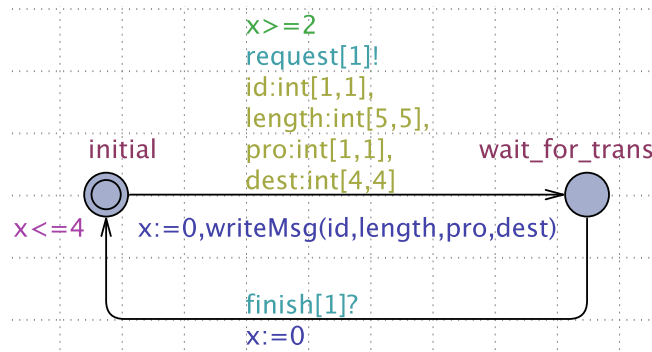 x>=2
request[1]!
id:int[1,1],
length:int[5,5],
pro:int[1,1],
dest:int[4,4]
initial
wait_for_trans
x<=4
x:=0,writeMsg(id,length,pro,dest)
finish[1]?
x:=0